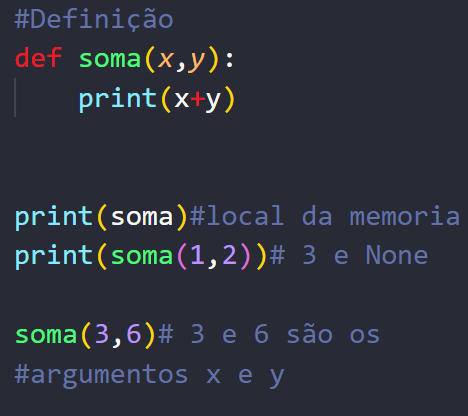 #Definição
def soma(x,y):
    print(x+y)
print(soma)#local da memoria
print(soma(1,2))# 3 e None
soma(3,6)# 3 e 6 são os
#argumentos x e y